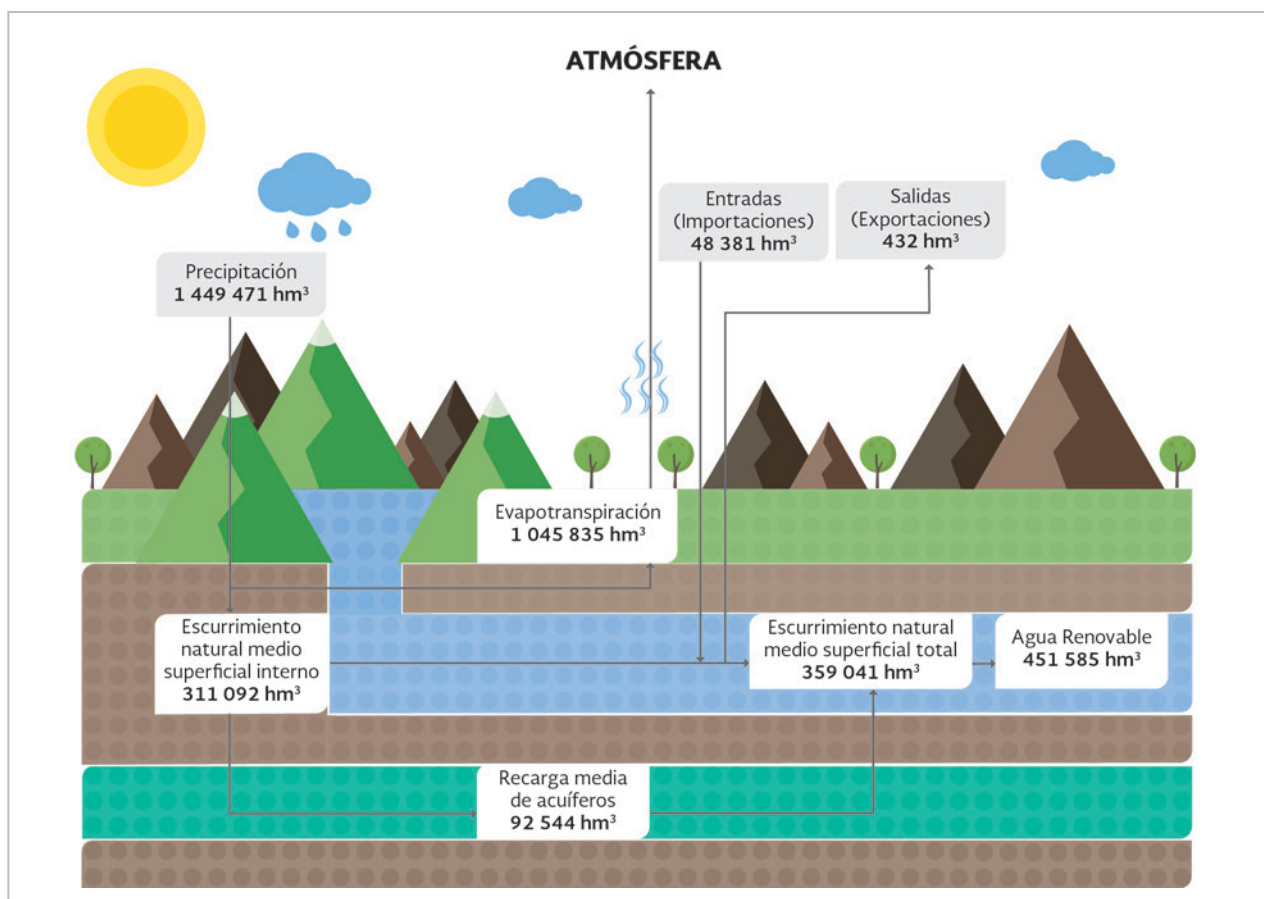 ATMÓSFERA
Entradas
(Importaciones)
48 381 hm³
Salidas
(Exportaciones)
432 hm³
Precipitación
1 449 471 hm³
Evapotranspiración
1 045 835 hm³
Escurrimiento
natural medio
superficial interno
311 092 hm³
Escurrimiento natural
medio superficial total
359 041 hm³
Agua Renovable
451 585 hm³
Recarga media
de acuíferos
92 544 hm³